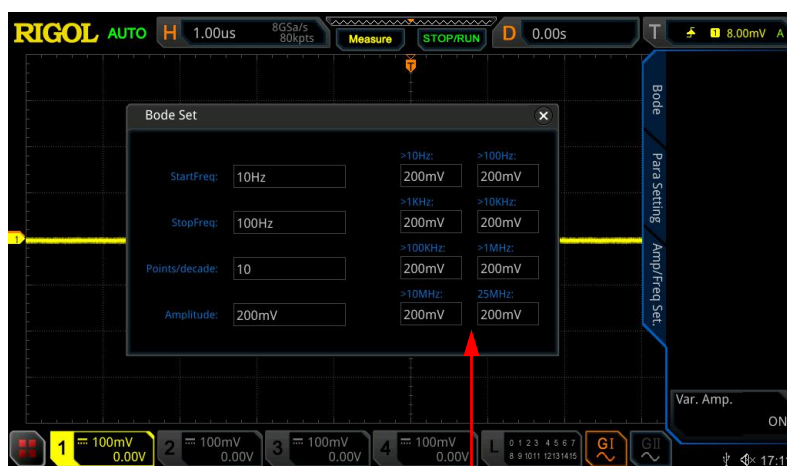 RIGOL AUTO H 1.00us 8GSa/s 80kpts Measure STOP/RUN D 0.00s T 1 8.00mV A
T
Bode Set
>10Hz: >100Hz:
StartFreq: 10Hz 200mV 200mV
>1KHz: >10KHz:
StopFreq: 100Hz 200mV 200mV
>100KHz: >1MHz:
Points/decade: 10 200mV 200mV
>10MHz: 25MHz:
Amplitude: 200mV 200mV 200mV
1
Bode
Para Setting
Amp/Freq Set.
Var. Amp.
ON
1 100mV 0.00V 2 100mV 0.00V 3 100mV 0.00V 4 100mV 0.00V L 0 1 2 3 4 5 6 7 GI GII
8 9 10 11 12 13 14 15
17:1